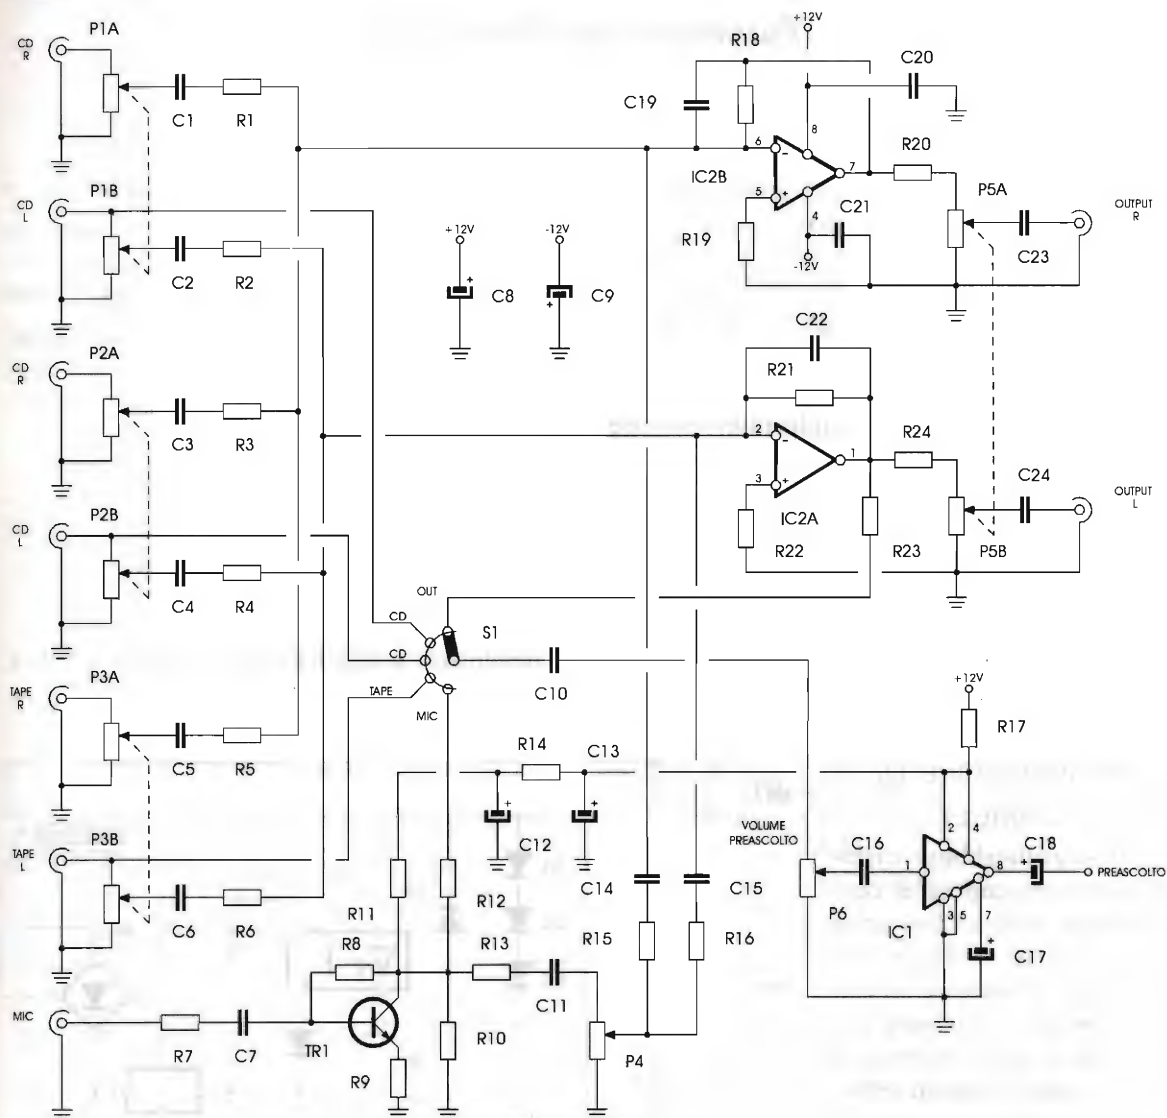 CD
R
P1A
C1
R1
CD
L
P1B
C2
R2
CD
R
P2A
C3
R3
CD
L
P2B
C4
R4
TAPE
R
P3A
C5
R5
TAPE
L
P3B
C6
R6
MIC
R7
C7
TR1
R8
R9
R10
R11
R12
R13
C11
P4
+12V
C8
-12V
C9
OUT
CD
CD
TAPE
MIC
S1
C10
R14
C13
C12
C14
C15
R15
R16
+12V
R18
C19
C20
8
6
-
IC2B
7
5
+
4
C21
-12V
R19
R20
P5A
C23
OUTPUT
R
C22
R21
2
-
1
3
+
IC2A
R22
R23
R24
P5B
C24
OUTPUT
L
+12V
R17
VOLUME
PREASCOLTO
P6
C16
1
2
4
8
3
5
7
IC1
C18
+
PREASCOLTO
+
C17
+
+
+
+